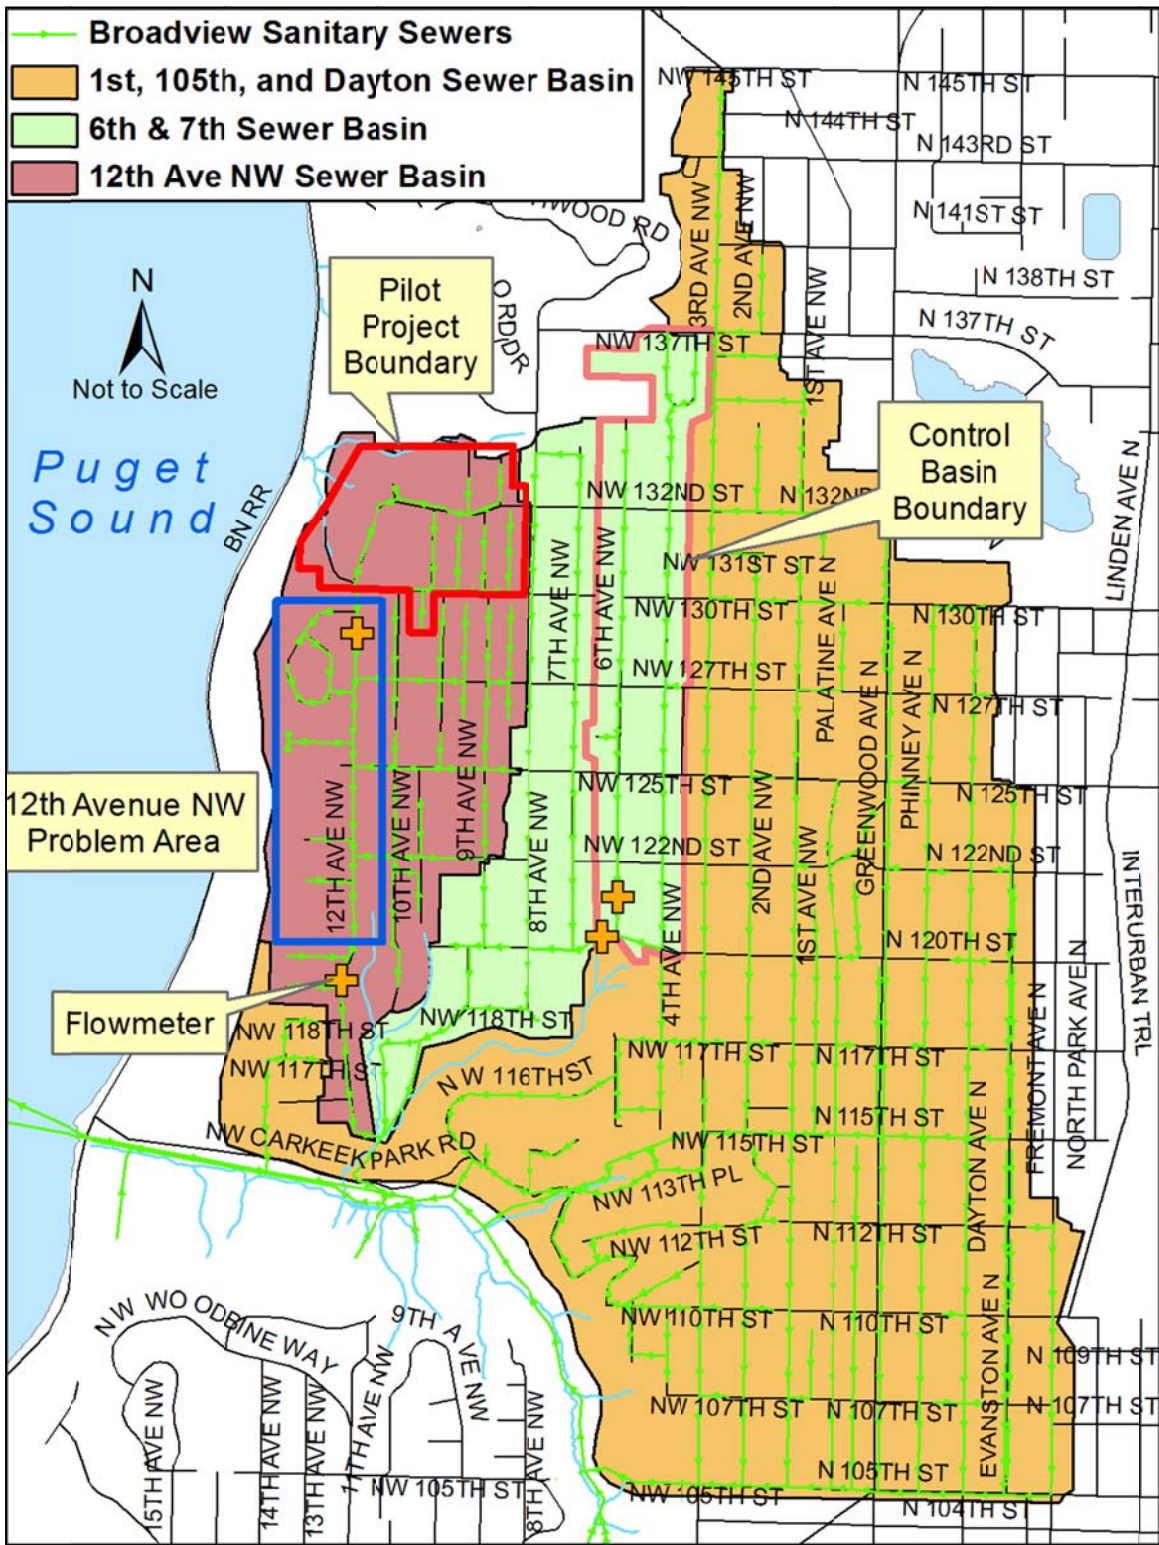 Broadview Sanitary Sewers
1st, 105th, and Dayton Sewer Basin
6th & 7th Sewer Basin
12th Ave NW Sewer Basin
NW 145TH ST
N 145TH ST
N 144TH ST
N 143RD ST
HWOOD RD
3RD AVE NW
2ND AVE NW
N 141ST ST
N 138TH ST
N
Not to Scale
Pilot
Project
Boundary
O RD DR
NW 137TH ST
1ST AVE NW
N 137TH ST
Control
Basin
Boundary
Puget
Sound
BN RR
NW 132ND ST
N 132ND
LINDEN AVE N
7TH AVE NW
6TH AVE NW
NW 131ST ST
NW 130TH ST
N 130TH ST
NW 127TH ST
N 127TH ST
PALATINE AVE N
GREENWOOD AVE N
PHINNEY AVE N
12th Avenue NW
Problem Area
12TH AVE NW
10TH AVE NW
9TH AVE NW
8TH AVE NW
NW 125TH ST
N 125TH ST
NW 122ND ST
N 122ND ST
2ND AVE NW
1ST AVE NW
4TH AVE NW
N 120TH ST
INTERURBAN TRL
Flowmeter
NW 118TH ST
NW 118TH ST
NW 117TH ST
NW 117TH ST
N 117TH ST
N W 116TH ST
FREMONT AVE N
NORTH PARK AVE N
N 115TH ST
NW 115TH ST
NW CARKEEK PARK RD
NW 113TH PL
DAYTON AVE N
NW 112TH ST
N 112TH ST
NW WOODBINE WAY
9TH AVE NW
NW 110TH ST
N 110TH ST
N 109TH ST
EVANSTON AVE N
15TH AVE NW
14TH AVE NW
13TH AVE NW
11TH AVE NW
8TH AVE NW
NW 107TH ST
N 107TH ST
N 107TH ST
NW 105TH ST
NW 105TH ST
N 105TH ST
N 104TH ST